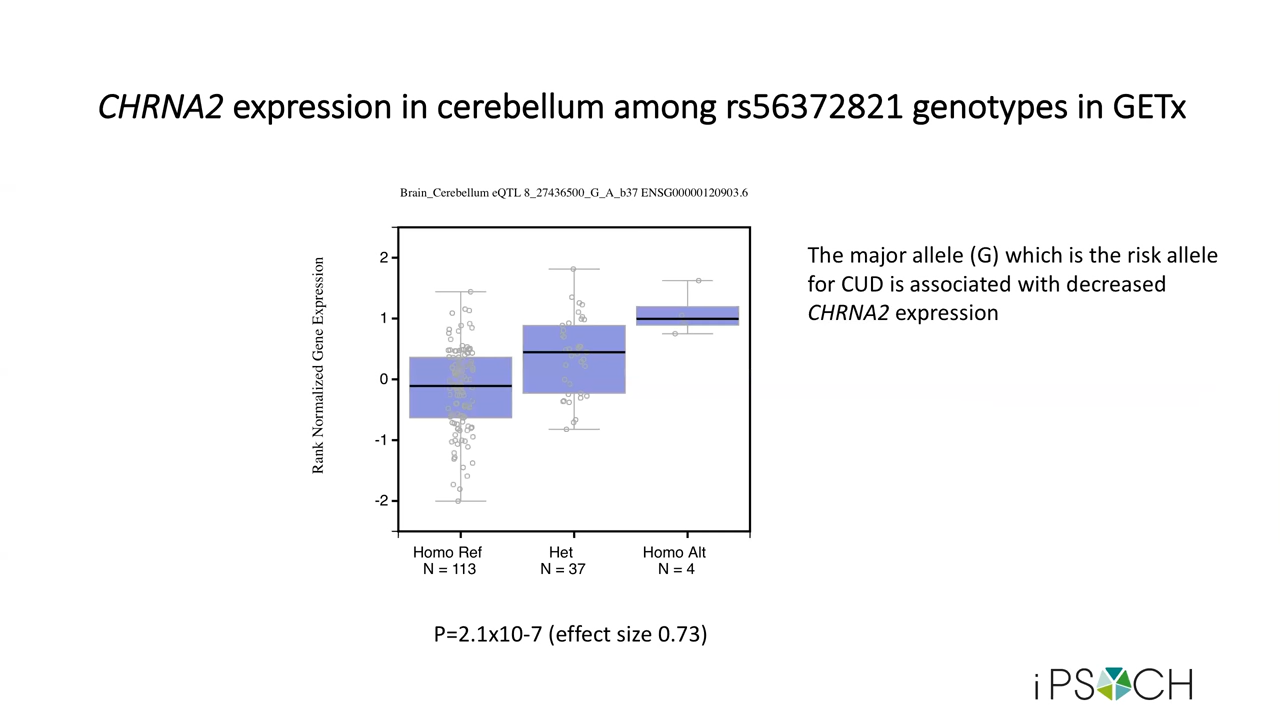 CHRNA2 expression in cerebellum among rs56372821 genotypes in GETx
Brain_Cerebellum eQTL 8_27436500_G_A_b37 ENSG00000120903.6
Rank Normalized Gene Expression
2
1
0
-1
-2
Homo Ref
N = 113
Het
N = 37
Homo Alt
N = 4
The major allele (G) which is the risk allele
for CUD is associated with decreased
CHRNA2 expression
P=2.1x10-7 (effect size 0.73)
iPSYCH